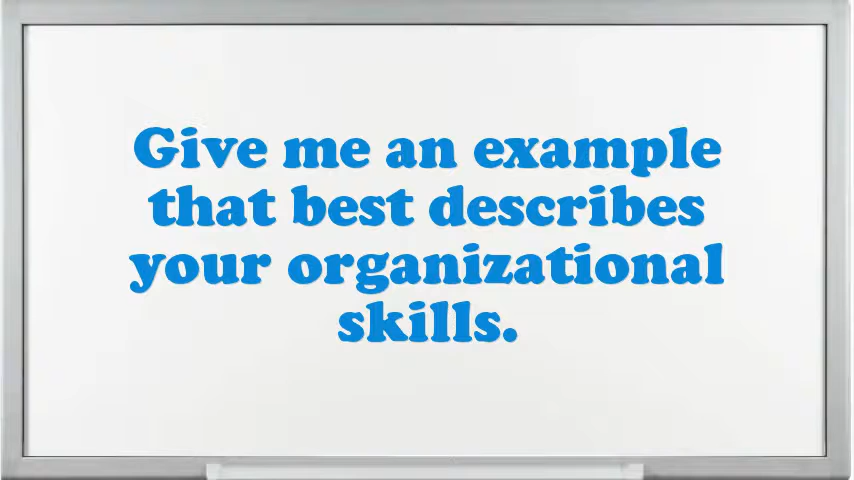 Give me an example
that best describes
your organizational
skills.